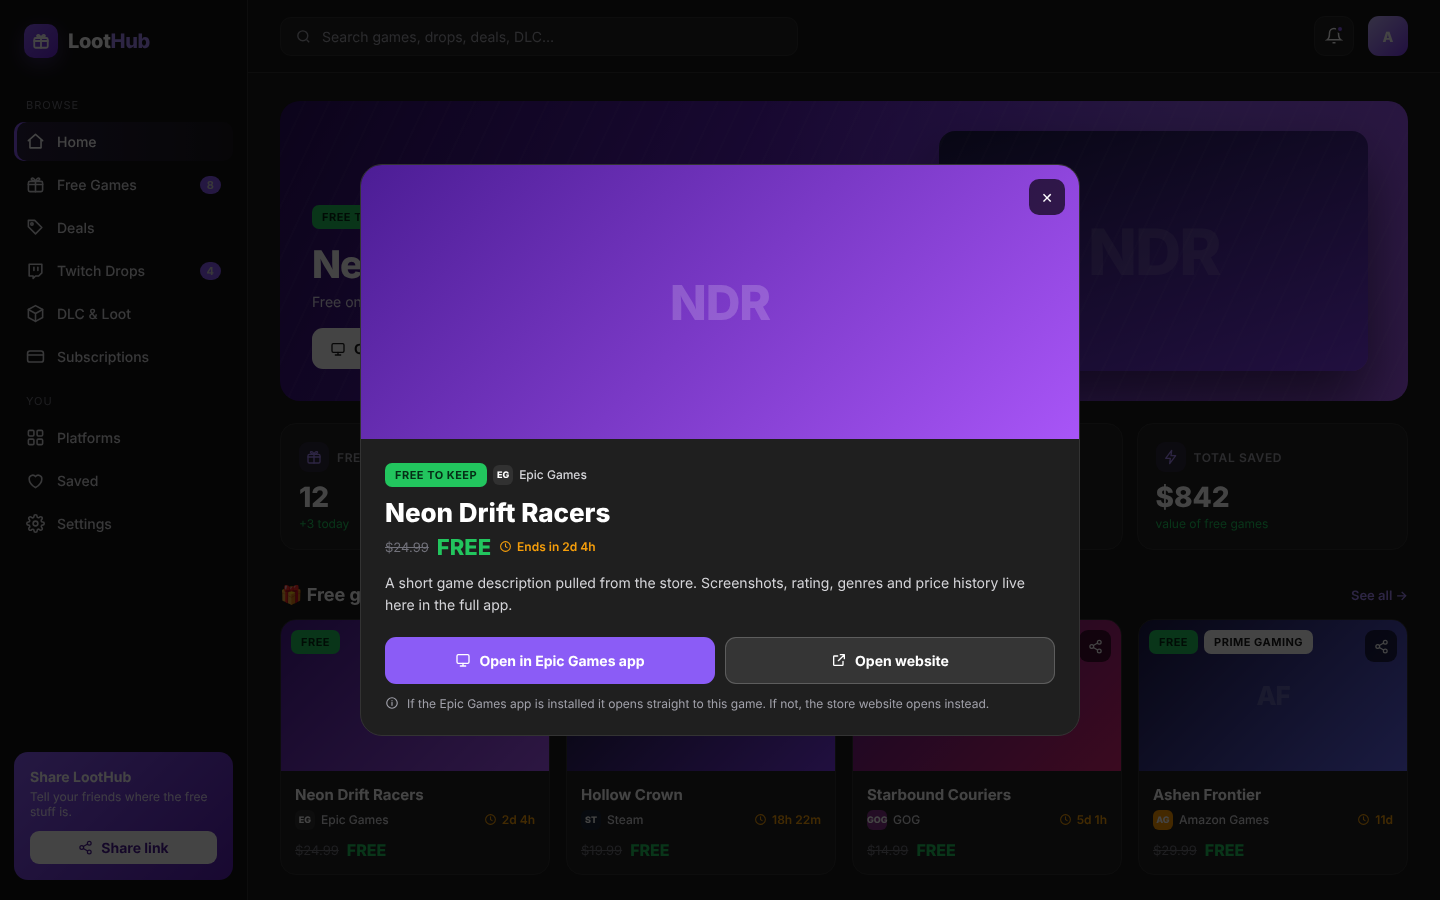 LootHub
Search games, drops, deals, DLC...
A
BROWSE
Home
Free Games 8
Deals
Twitch Drops 4
DLC & Loot
Subscriptions
YOU
Platforms
Saved
Settings
Share LootHub
Tell your friends where the free
stuff is.
Share link
FREE T
Ne
Free on
NDR
NDR
FREE TO KEEP EG Epic Games
Neon Drift Racers
$24.99 FREE Ends in 2d 4h
A short game description pulled from the store. Screenshots, rating, genres and price history live
here in the full app.
Open in Epic Games app
Open website
If the Epic Games app is installed it opens straight to this game. If not, the store website opens instead.
FRE
12
+3 today
TOTAL SAVED
$842
value of free games
Free g
See all →
FREE
FREE PRIME GAMING
AF
Neon Drift Racers
EG Epic Games 2d 4h
$24.99 FREE
Hollow Crown
ST Steam 18h 22m
$19.99 FREE
Starbound Couriers
GOG GOG 5d 1h
$14.99 FREE
Ashen Frontier
AG Amazon Games 11d
$29.99 FREE